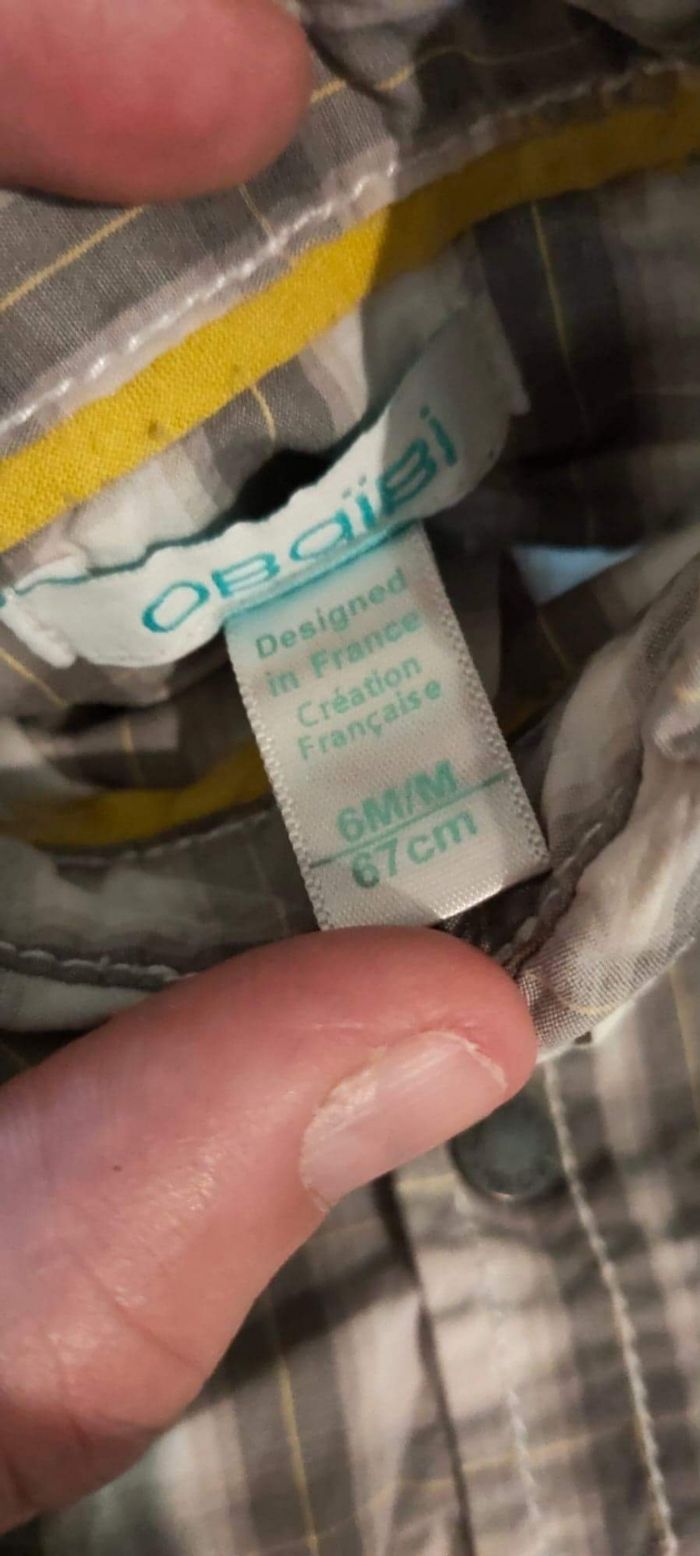 OBaïBi
Designed
in France
Création
Française
6M/M
67cm